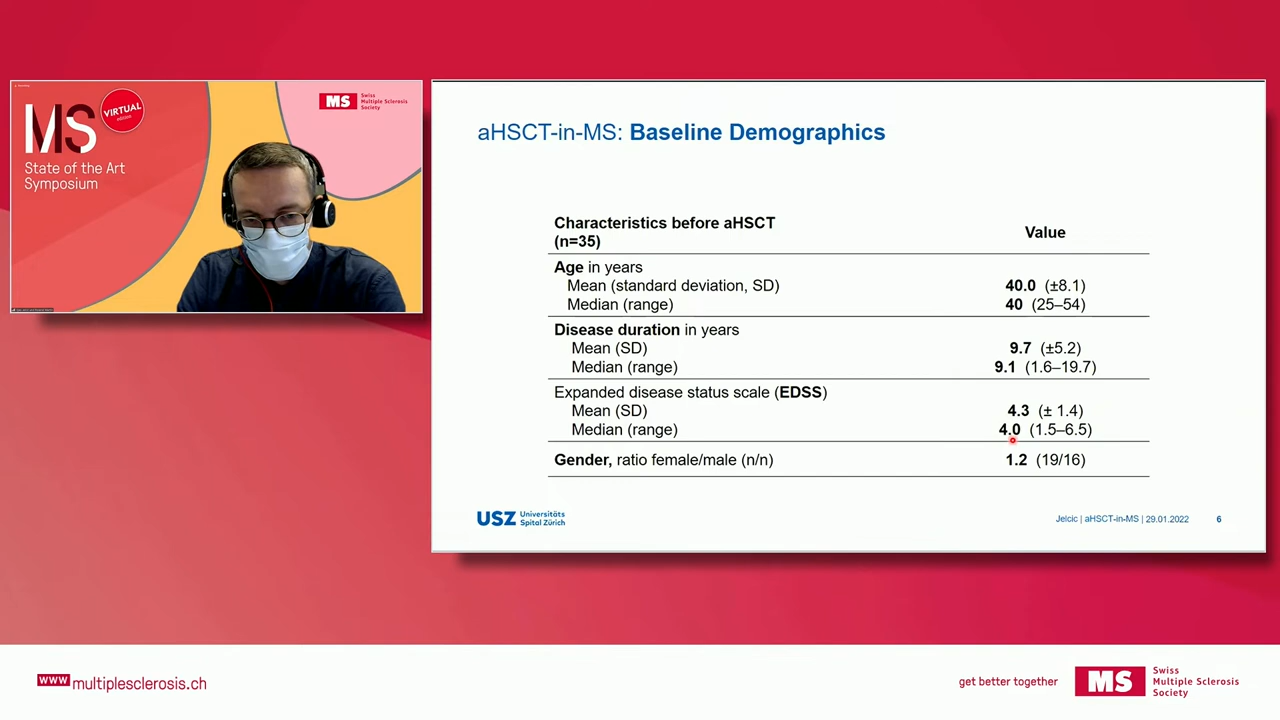 MS
VIRTUAL
edition
State of the Art
Symposium
MS
Swiss
Multiple Sclerosis
Society
aHSCT-in-MS: Baseline Demographics
Characteristics before aHSCT
(n=35)
Value
Age in years
Mean (standard deviation, SD) 40.0 (±8.1)
Median (range) 40 (25–54)
Disease duration in years
Mean (SD) 9.7 (±5.2)
Median (range) 9.1 (1.6–19.7)
Expanded disease status scale (EDSS)
Mean (SD) 4.3 (± 1.4)
Median (range) 4.0 (1.5–6.5)
Gender, ratio female/male (n/n) 1.2 (19/16)
USZ Universitäts
Spital Zürich
Jelcic | aHSCT-in-MS | 29.01.2022 6
www multiplesclerosis.ch
get better together
MS
Swiss
Multiple Sclerosis
Society